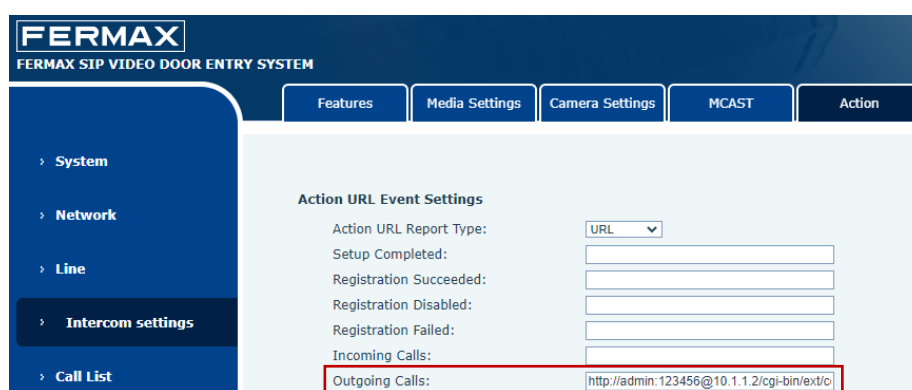 FERMAX
FERMAX SIP VIDEO DOOR ENTRY SYSTEM
Features
Media Settings
Camera Settings
MCAST
Action
› System
› Network
› Line
› Intercom settings
› Call List
Action URL Event Settings
Action URL Report Type: URL
Setup Completed:
Registration Succeeded:
Registration Disabled:
Registration Failed:
Incoming Calls:
Outgoing Calls: http://admin:123456@10.1.1.2/cgi-bin/ext/c